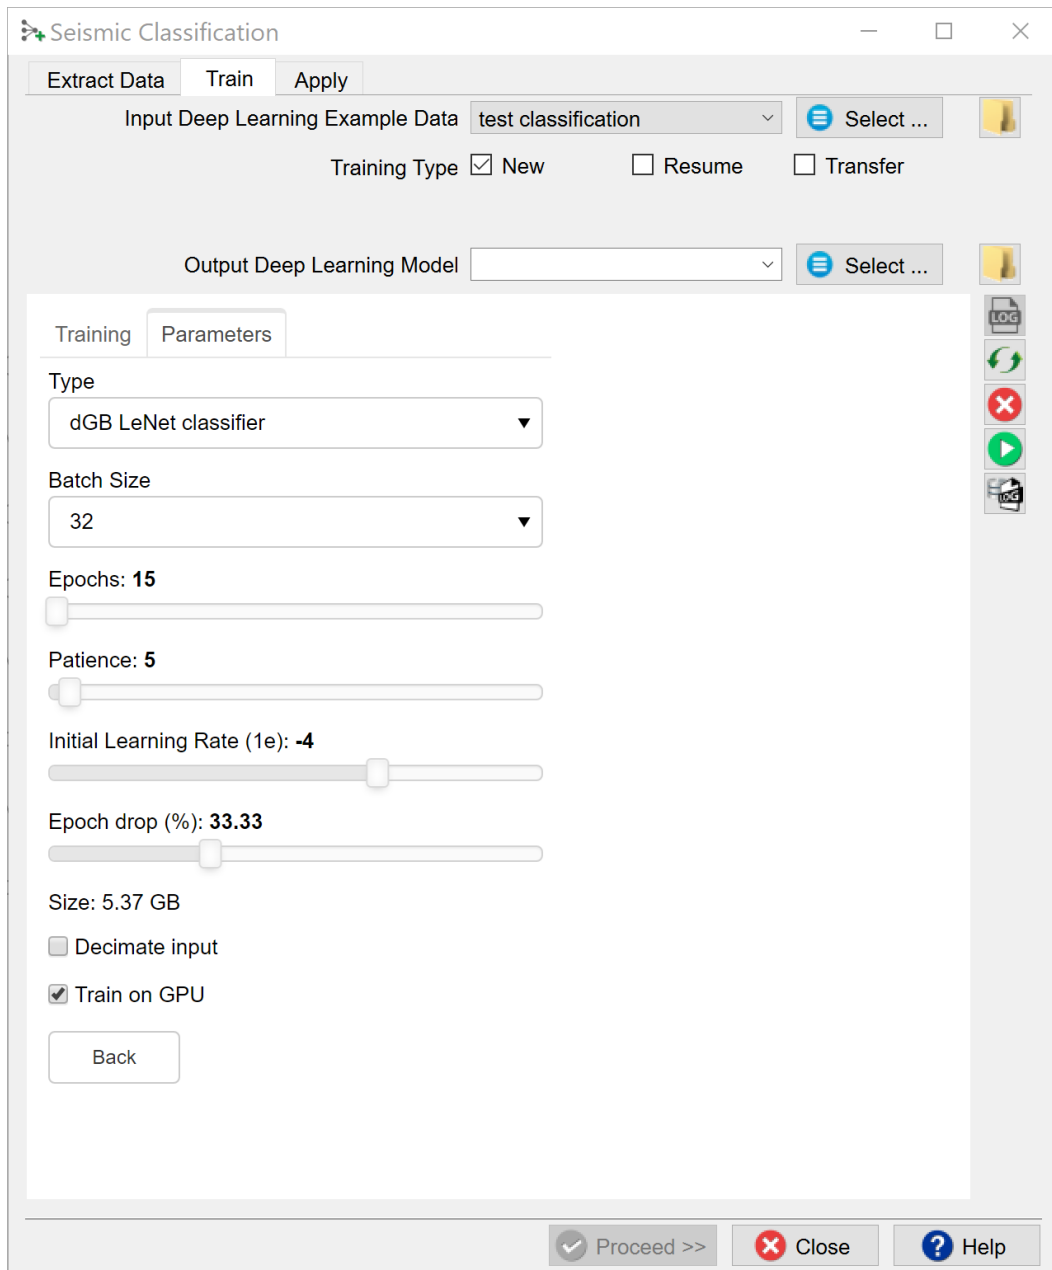 Seismic Classification
Extract Data Train Apply
Input Deep Learning Example Data test classification Select ...
Training Type New Resume Transfer
Output Deep Learning Model Select ...
Training Parameters
LOG
Type
dGB LeNet classifier
Batch Size
32
LOG
Epochs: 15
Patience: 5
Initial Learning Rate (1e): -4
Epoch drop (%): 33.33
Size: 5.37 GB
Decimate input
Train on GPU
Back
Proceed >> Close Help